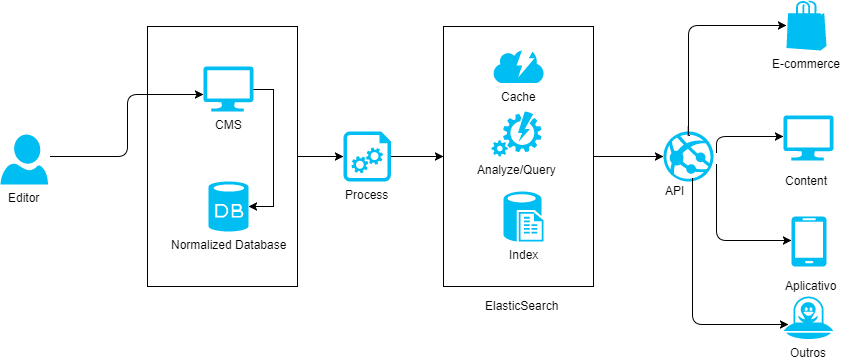 Editor
CMS
DB
Normalized Database
Process
Cache
Analyze/Query
Index
ElasticSearch
API
E-commerce
Content
Aplicativo
Outros